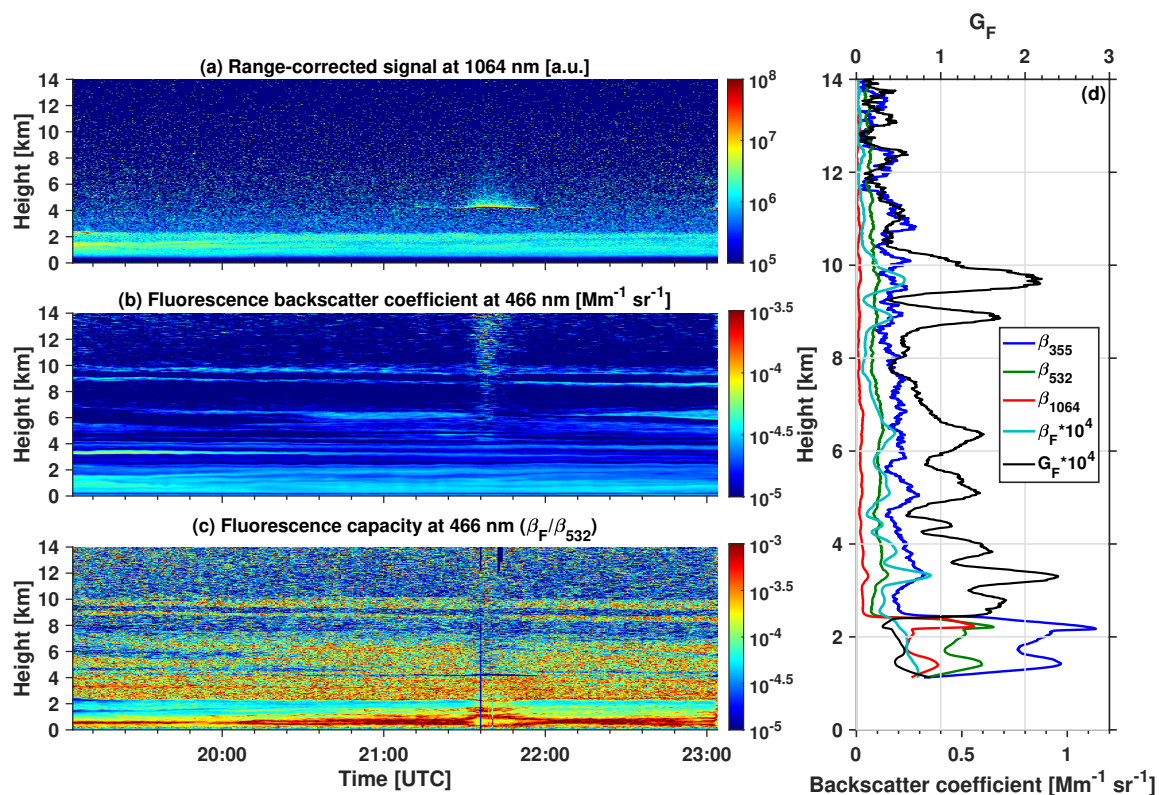 (a) Range-corrected signal at 1064 nm [a.u.]
Height [km]
14
12
10
8
6
4
2
0
10^8
10^7
10^6
10^5
(b) Fluorescence backscatter coefficient at 466 nm [Mm^-1 sr^-1]
Height [km]
14
12
10
8
6
4
2
0
10^-3.5
10^-4
10^-4.5
10^-5
(c) Fluorescence capacity at 466 nm (β_F/β_532)
Height [km]
14
12
10
8
6
4
2
0
10^-3
10^-3.5
10^-4
10^-4.5
10^-5
20:00 21:00 22:00 23:00
Time [UTC]
G_F
0 1 2 3
(d)
Height [km]
14
12
10
8
6
4
2
0
β_355
β_532
β_1064
β_F*10^4
G_F*10^4
0 0.5 1
Backscatter coefficient [Mm^-1 sr^-1]